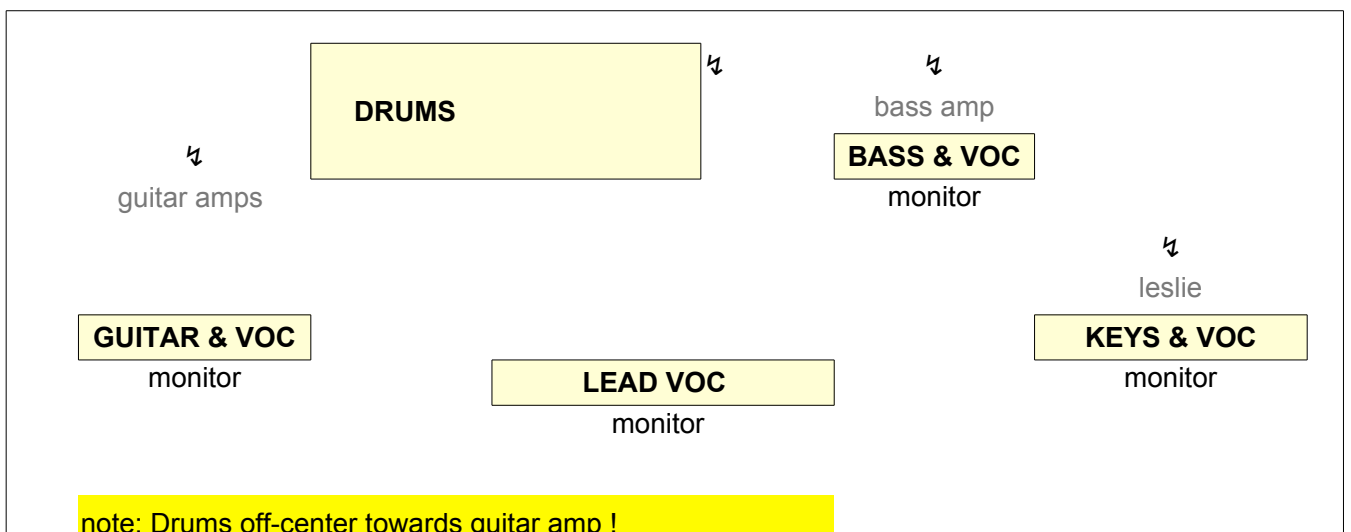 ↯ ↯
DRUMS
bass amp
↯
BASS & VOC
guitar amps
monitor
↯
leslie
GUITAR & VOC
KEYS & VOC
monitor
LEAD VOC
monitor
monitor
note: Drums off-center towards guitar amp !